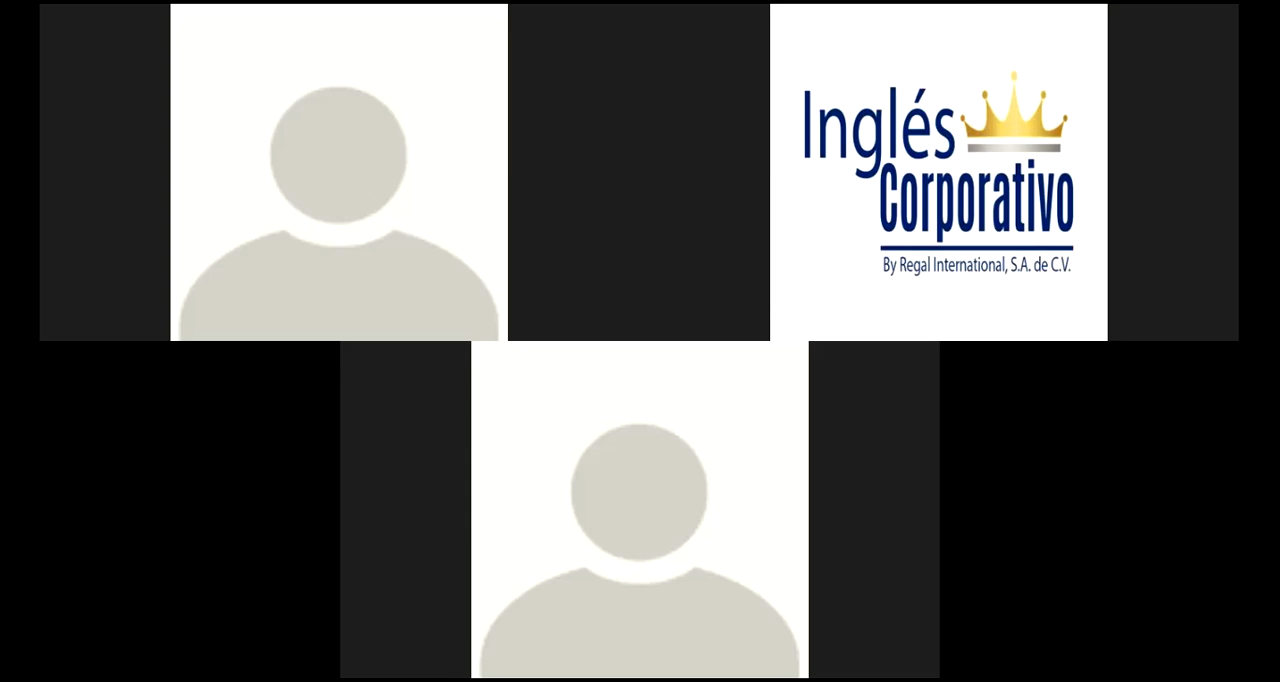 Inglés
Corporativo
By Regal International, S.A. de C.V.